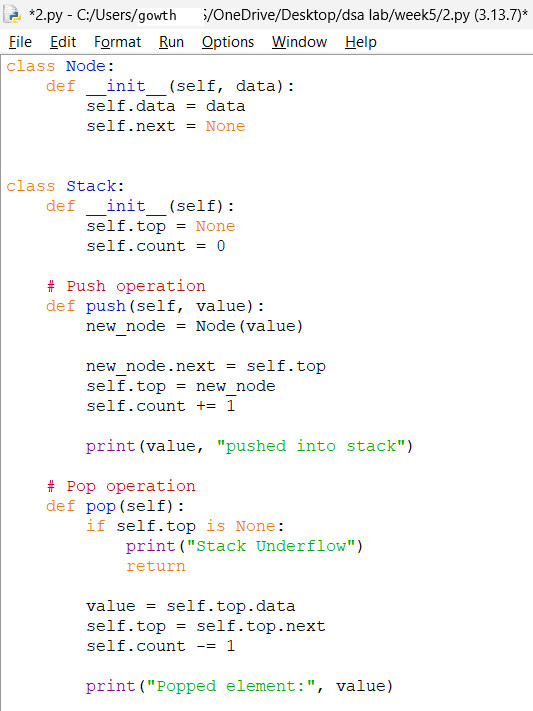 *2.py - C:/Users/gowth 5/OneDrive/Desktop/dsa lab/week5/2.py (3.13.7)*
File Edit Format Run Options Window Help
class Node:
    def __init__(self, data):
        self.data = data
        self.next = None


class Stack:
    def __init__(self):
        self.top = None
        self.count = 0

    # Push operation
    def push(self, value):
        new_node = Node(value)

        new_node.next = self.top
        self.top = new_node
        self.count += 1

        print(value, "pushed into stack")

    # Pop operation
    def pop(self):
        if self.top is None:
            print("Stack Underflow")
            return

        value = self.top.data
        self.top = self.top.next
        self.count -= 1

        print("Popped element:", value)